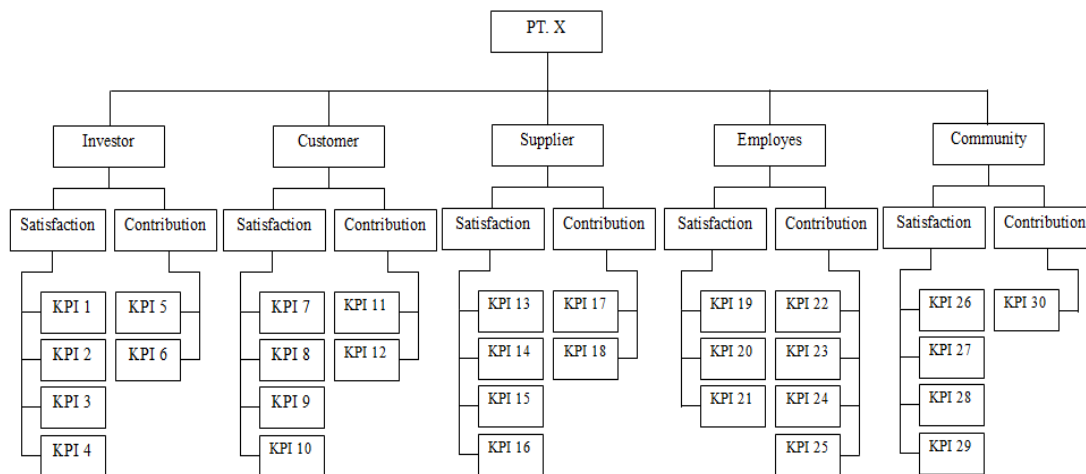 PT. X
Investor
Customer
Supplier
Employes
Community
Satisfaction
Contribution
Satisfaction
Contribution
Satisfaction
Contribution
Satisfaction
Contribution
Satisfaction
Contribution
KPI 1
KPI 2
KPI 3
KPI 4
KPI 5
KPI 6
KPI 7
KPI 8
KPI 9
KPI 10
KPI 11
KPI 12
KPI 13
KPI 14
KPI 15
KPI 16
KPI 17
KPI 18
KPI 19
KPI 20
KPI 21
KPI 22
KPI 23
KPI 24
KPI 25
KPI 26
KPI 27
KPI 28
KPI 29
KPI 30